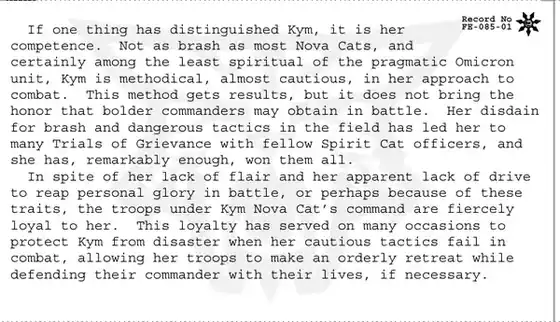 Record No
FE-085-01
If one thing has distinguished Kym, it is her
competence. Not as brash as most Nova Cats, and
certainly among the least spiritual of the pragmatic Omicron
unit, Kym is methodical, almost cautious, in her approach to
combat. This method gets results, but it does not bring the
honor that bolder commanders may obtain in battle. Her disdain
for brash and dangerous tactics in the field has led her to
many Trials of Grievance with fellow Spirit Cat officers, and
she has, remarkably enough, won them all.
In spite of her lack of flair and her apparent lack of drive
to reap personal glory in battle, or perhaps because of these
traits, the troops under Kym Nova Cat's command are fiercely
loyal to her. This loyalty has served on many occasions to
protect Kym from disaster when her cautious tactics fail in
combat, allowing her troops to make an orderly retreat while
defending their commander with their lives, if necessary.